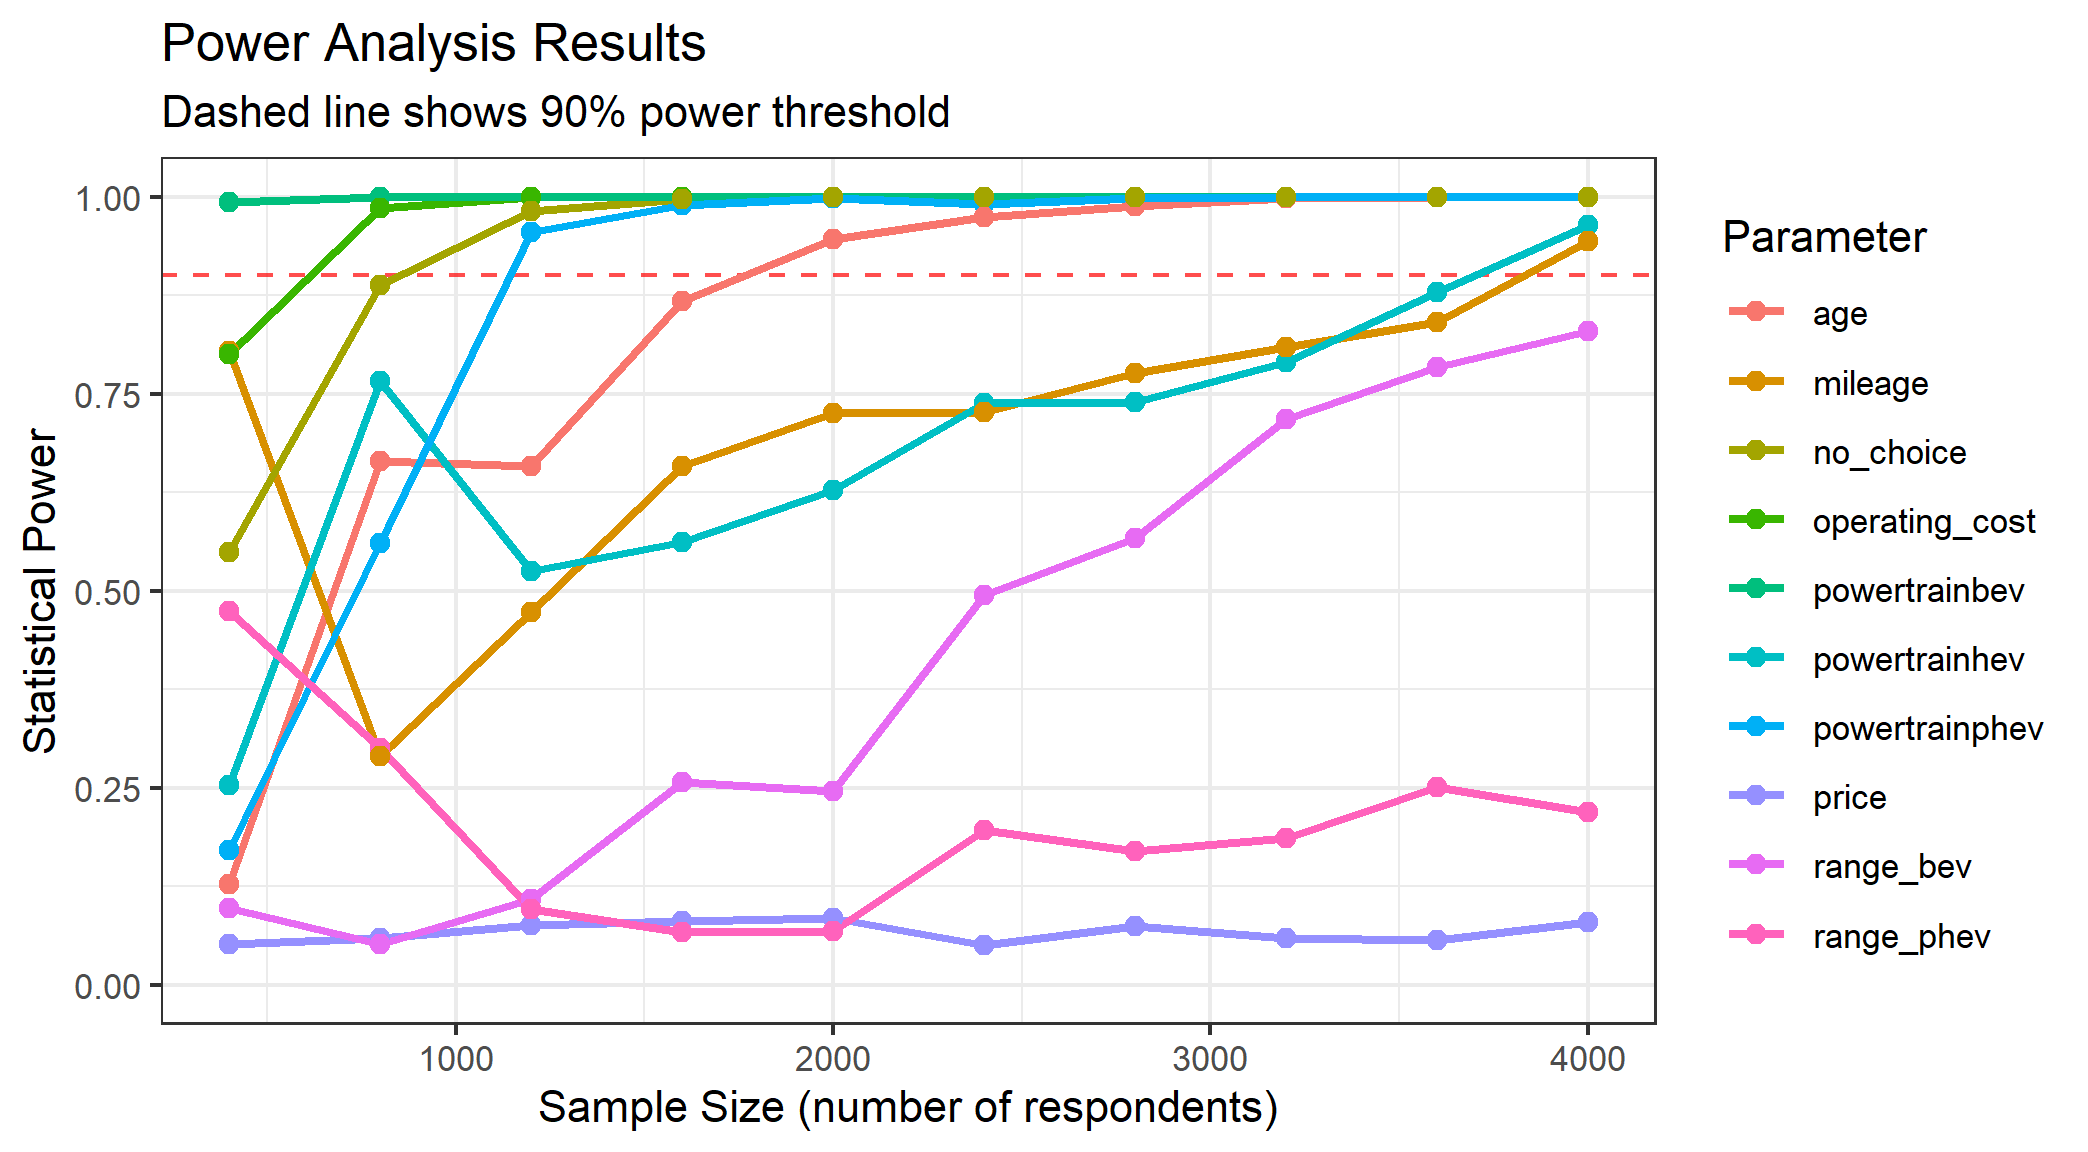 Power Analysis Results
Dashed line shows 90% power threshold
1.00
0.75
0.50
0.25
0.00
Statistical Power
1000
2000
3000
4000
Sample Size (number of respondents)
Parameter
age
mileage
no_choice
operating_cost
powertrainbev
powertrainhev
powertrainphev
price
range_bev
range_phev